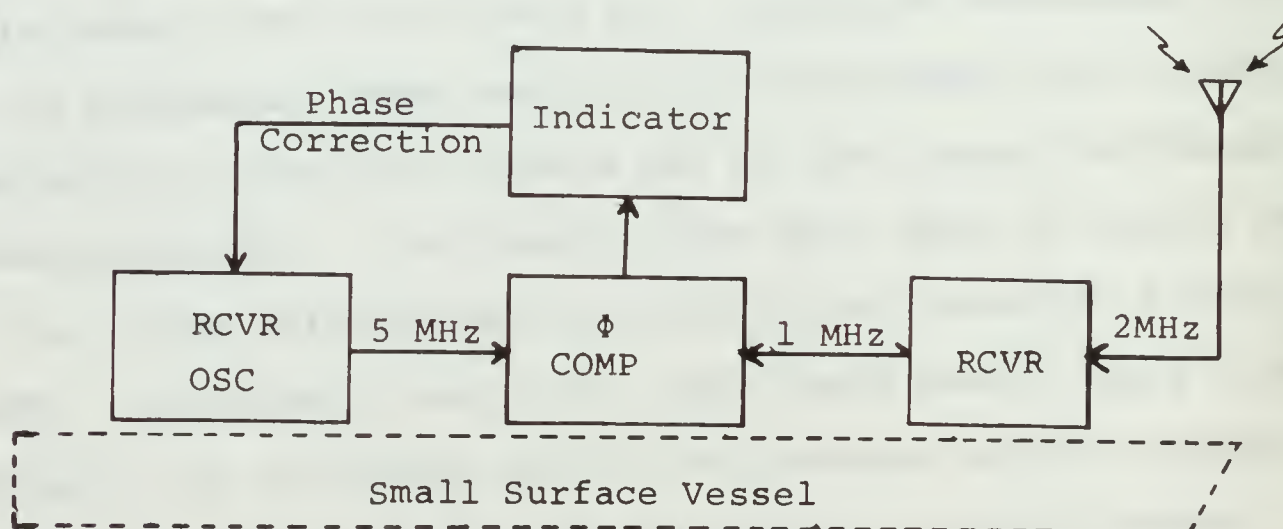 Phase
Correction
Indicator
RCVR
OSC
5 MHz
Φ
COMP
1 MHz
RCVR
2MHz
Small Surface Vessel